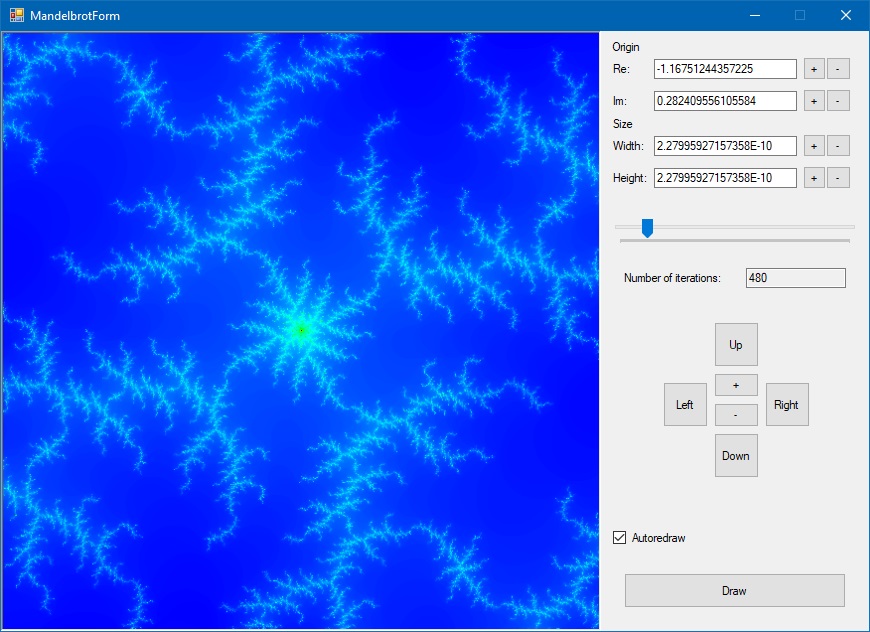 MandelbrotForm
Origin
Re: -1.16751244357225 + -
Im: 0.282409556105584 + -
Size
Width: 2.27995927157358E-10 + -
Height: 2.27995927157358E-10 + -
Number of iterations: 480
Up
+
Left Right
-
Down
Autoredraw
Draw